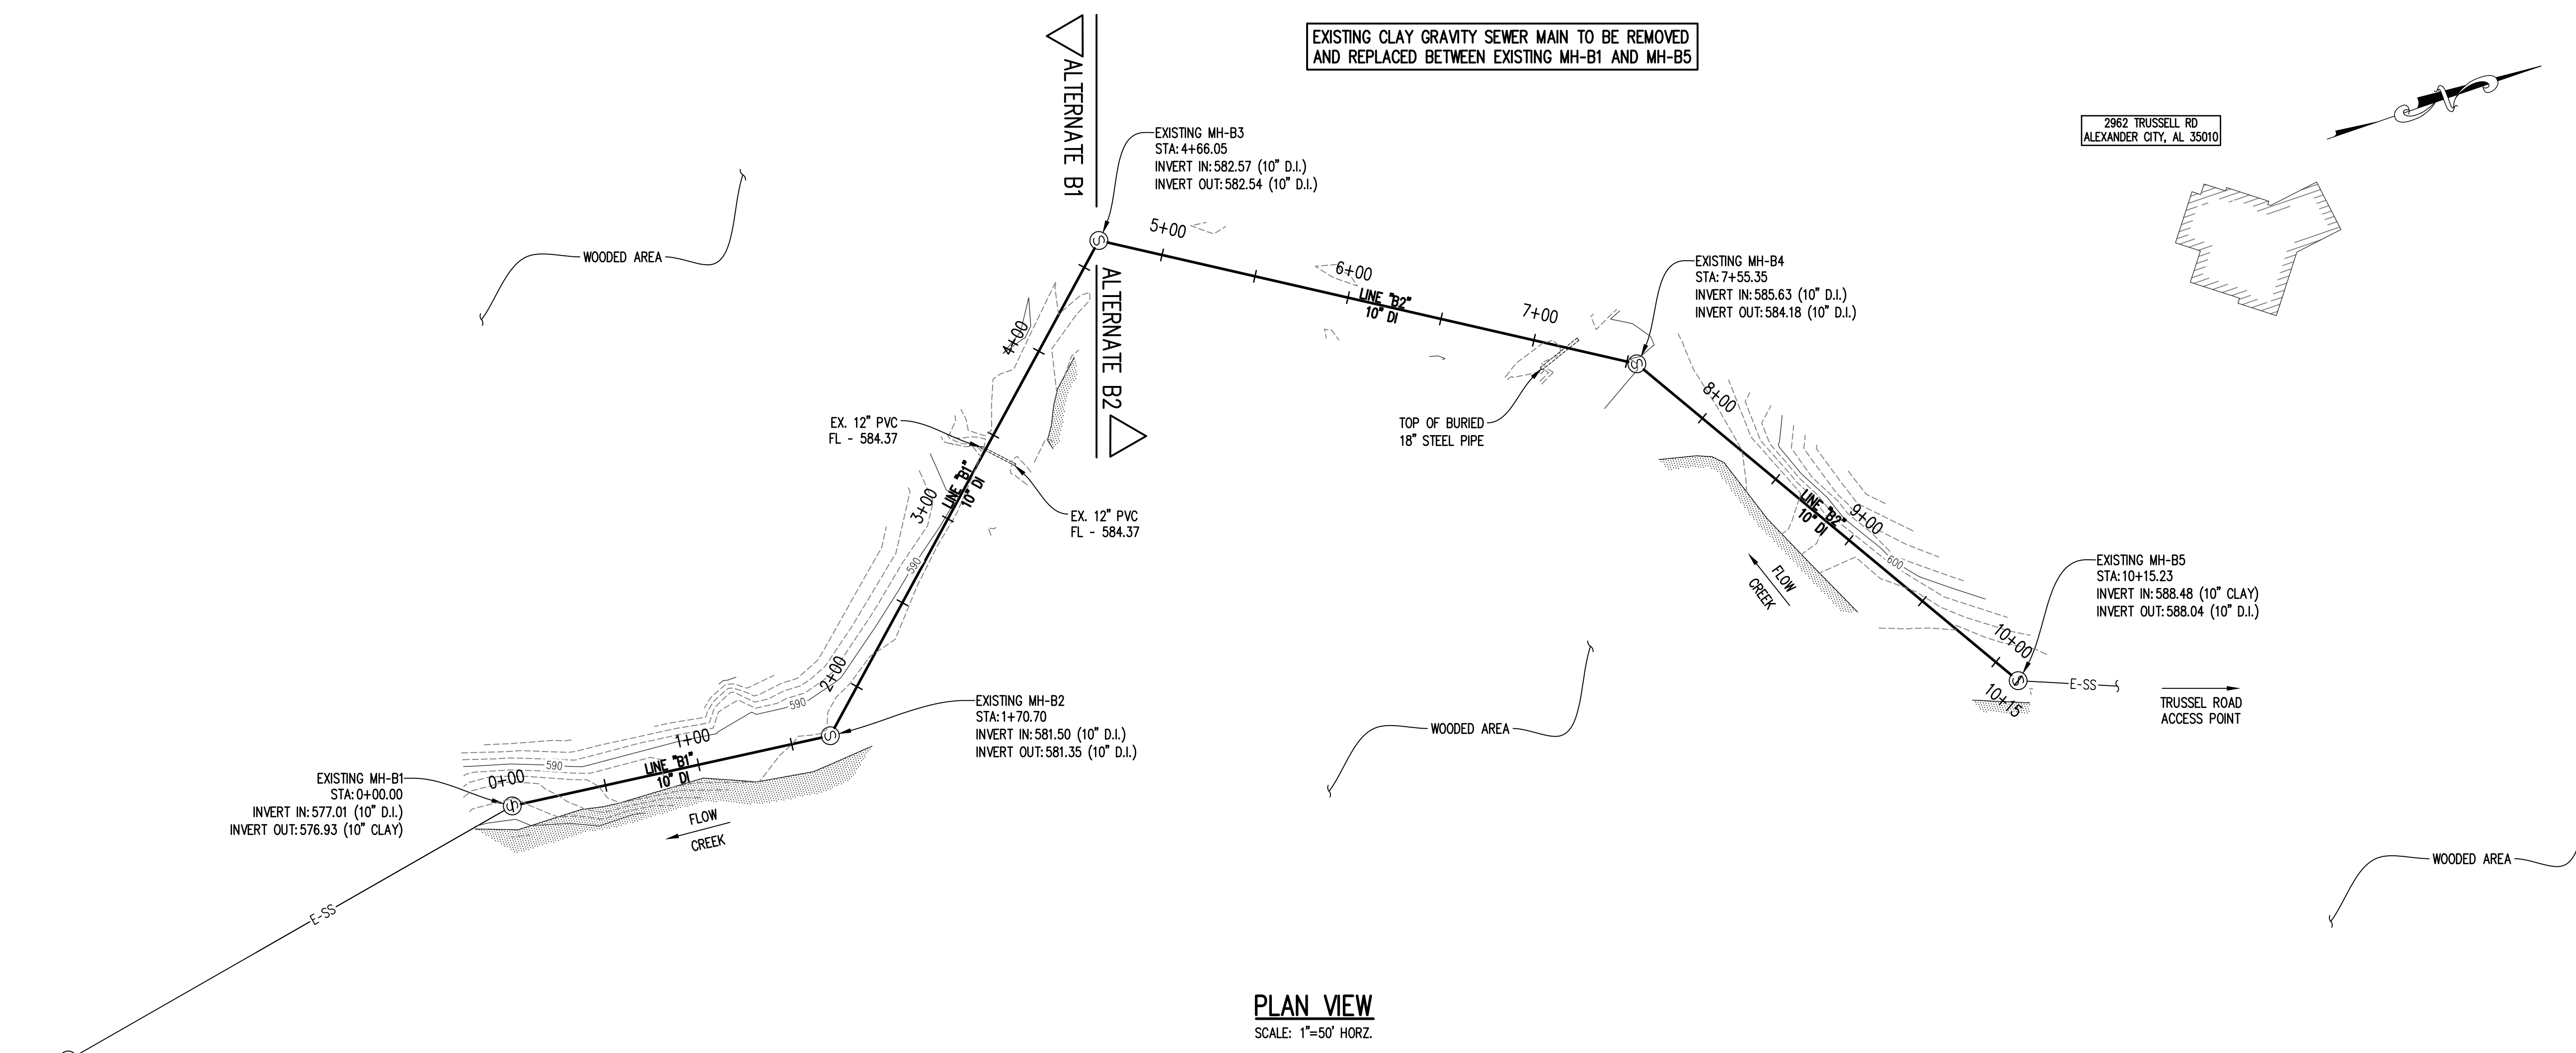 EXISTING CLAY GRAVITY SEWER MAIN TO BE REMOVED
AND REPLACED BETWEEN EXISTING MH-B1 AND MH-B5
ALTERNATE B1
ALTERNATE B2
N
2962 TRUSSELL RD
ALEXANDER CITY, AL 35010
EXISTING MH-B3
STA: 4+66.05
INVERT IN: 582.57 (10" D.I.)
INVERT OUT: 582.54 (10" D.I.)
S
5+00
6+00
LINE "B2"
10" DI
7+00
EXISTING MH-B4
STA: 7+55.35
INVERT IN: 585.63 (10" D.I.)
INVERT OUT: 584.18 (10" D.I.)
S
WOODED AREA
4+00
EX. 12" PVC
FL - 584.37
TOP OF BURIED
18" STEEL PIPE
8+00
LINE "B1"
10" DI
3+00
EX. 12" PVC
FL - 584.37
LINE "B2"
10" DI
9+00
600
590
FLOW
CREEK
EXISTING MH-B5
STA: 10+15.23
INVERT IN: 588.48 (10" CLAY)
INVERT OUT: 588.04 (10" D.I.)
10+00
S
E-SS
10+15
TRUSSEL ROAD
ACCESS POINT
2+00
590
EXISTING MH-B2
STA: 1+70.70
INVERT IN: 581.50 (10" D.I.)
INVERT OUT: 581.35 (10" D.I.)
S
WOODED AREA
1+00
LINE "B1"
10" DI
590
0+00
EXISTING MH-B1
STA: 0+00.00
INVERT IN: 577.01 (10" D.I.)
INVERT OUT: 576.93 (10" CLAY)
S
FLOW
CREEK
WOODED AREA
E-SS
PLAN VIEW
SCALE: 1"=50' HORZ.